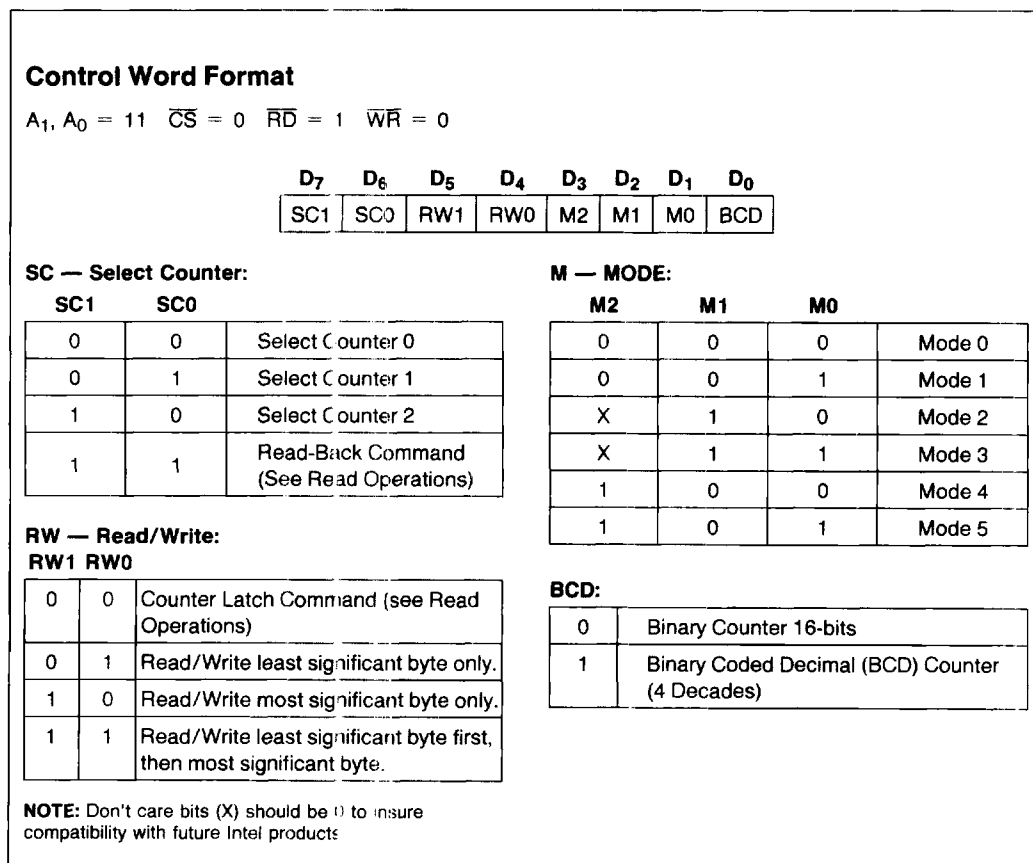 Control Word Format
A₁, A₀ = 11 C̅S̅ = 0 R̅D̅ = 1 W̅R̅ = 0
D₇ D₆ D₅ D₄ D₃ D₂ D₁ D₀
SC1 SC0 RW1 RW0 M2 M1 M0 BCD
SC — Select Counter:
SC1 SC0
0 0 Select Counter 0
0 1 Select Counter 1
1 0 Select Counter 2
1 1 Read-Back Command
(See Read Operations)
RW — Read/Write:
RW1 RW0
0 0 Counter Latch Command (see Read
Operations)
0 1 Read/Write least significant byte only.
1 0 Read/Write most significant byte only.
1 1 Read/Write least significant byte first,
then most significant byte.
M — MODE:
M2 M1 M0
0 0 0 Mode 0
0 0 1 Mode 1
X 1 0 Mode 2
X 1 1 Mode 3
1 0 0 Mode 4
1 0 1 Mode 5
BCD:
0 Binary Counter 16-bits
1 Binary Coded Decimal (BCD) Counter
(4 Decades)
NOTE: Don't care bits (X) should be 0 to insure
compatibility with future Intel products